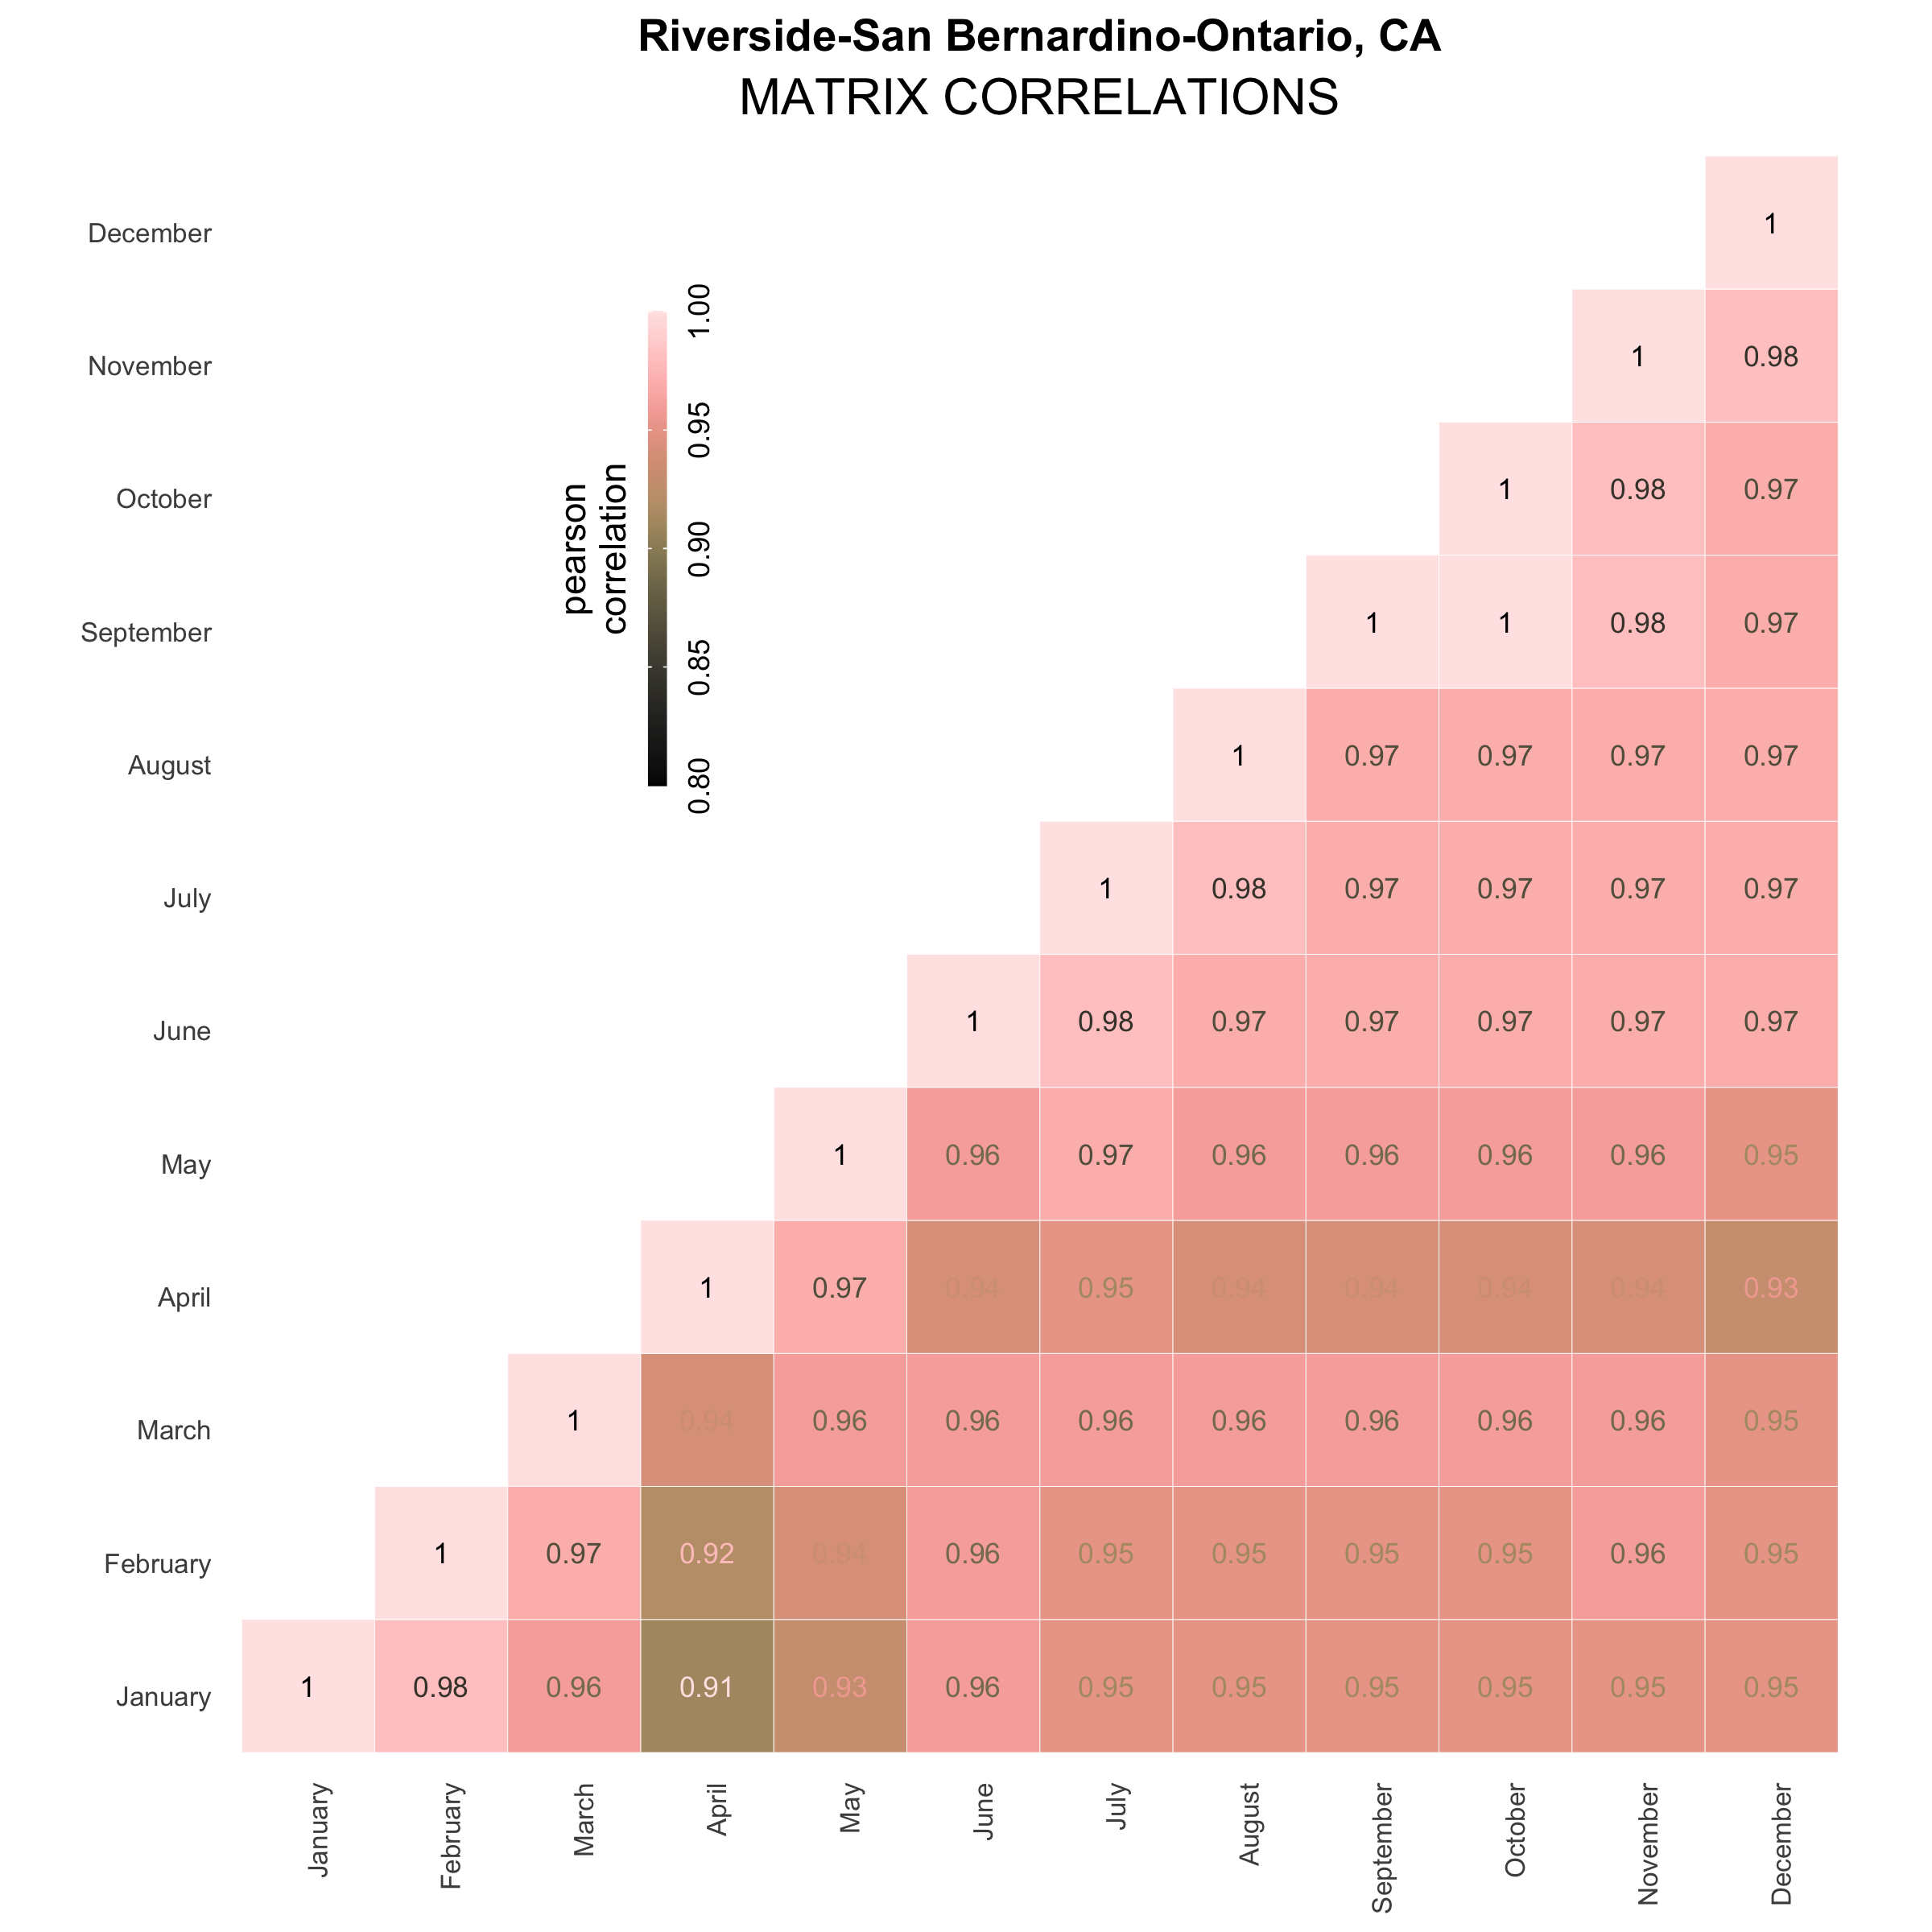 Riverside-San Bernardino-Ontario, CA
MATRIX CORRELATIONS
December 1
November 1 0.98
October 1 0.98 0.97
September 1 1 0.98 0.97
August 1 0.97 0.97 0.97 0.97
July 1 0.98 0.97 0.97 0.97 0.97
June 1 0.98 0.97 0.97 0.97 0.97 0.97
May 1 0.96 0.97 0.96 0.96 0.96 0.96 0.95
April 1 0.97 0.94 0.95 0.94 0.94 0.94 0.94 0.93
March 1 0.94 0.96 0.96 0.96 0.96 0.96 0.96 0.96 0.95
February 1 0.97 0.92 0.94 0.96 0.95 0.95 0.95 0.95 0.96 0.95
January 1 0.98 0.96 0.91 0.93 0.96 0.95 0.95 0.95 0.95 0.95 0.95
January February March April May June July August September October November December
pearson
correlation
0.80 0.85 0.90 0.95 1.00